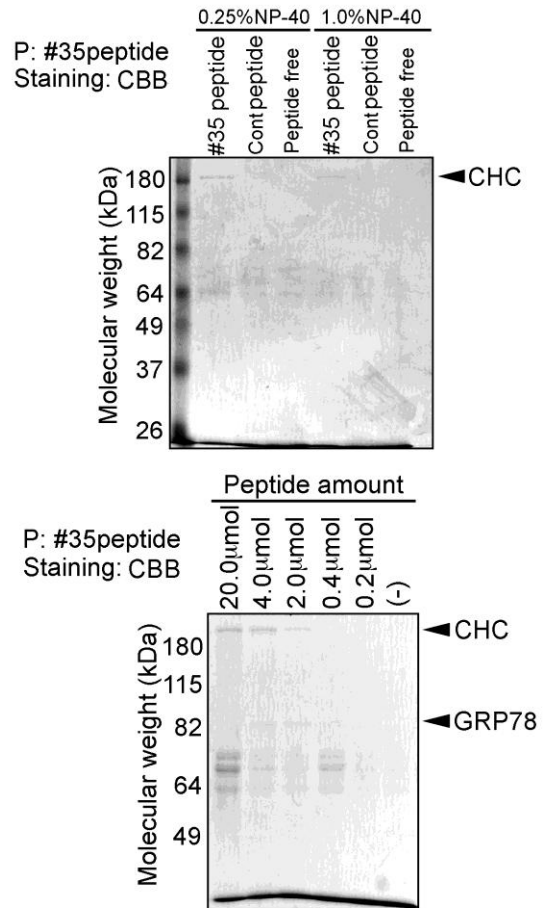 0.25%NP-40 1.0%NP-40
P: #35peptide
Staining: CBB
#35 peptide
Cont peptide
Peptide free
#35 peptide
Cont peptide
Peptide free
Molecular weight (kDa)
180
115
82
64
49
37
26
CHC
Peptide amount
P: #35peptide
Staining: CBB
20.0μmol
4.0μmol
2.0μmol
0.4μmol
0.2μmol
(-)
Molecular weight (kDa)
180
115
82
64
49
CHC
GRP78